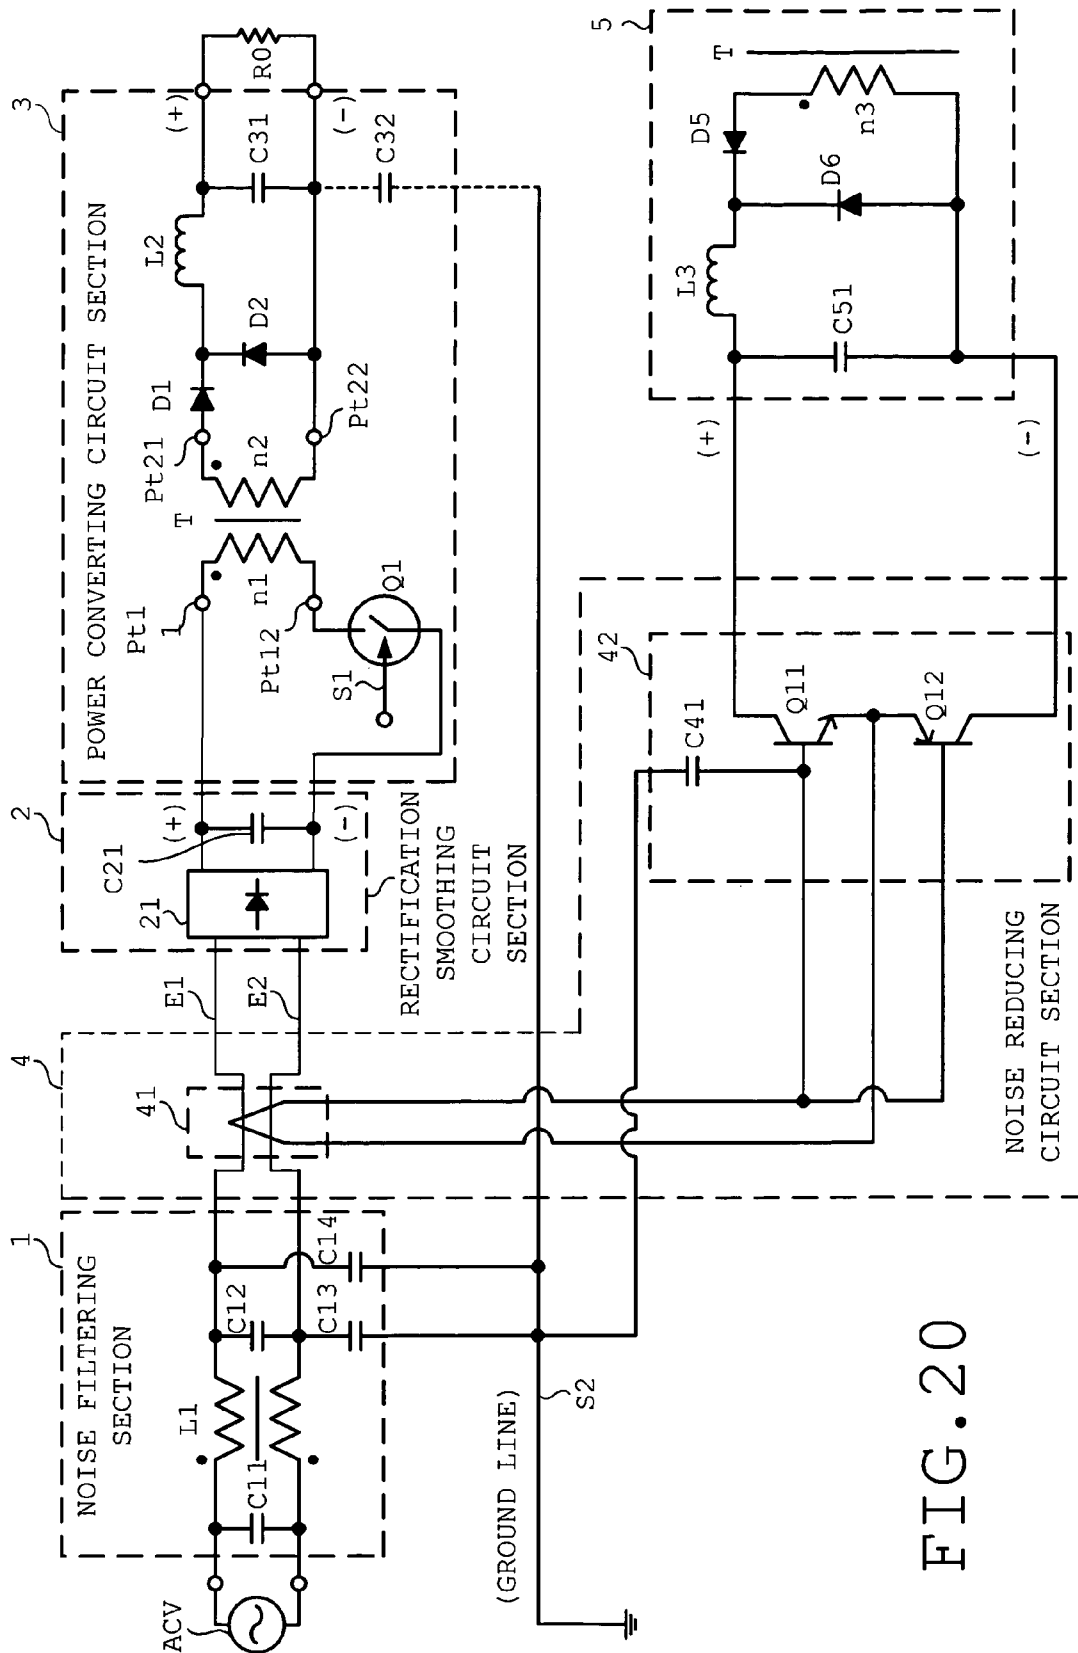 ACV
C11
L1
NOISE FILTERING
SECTION
1
C12
C13
C14
(GROUND LINE)
S2
4
41
E1
E2
2
21
C21
(+)
(-)
RECTIFICATION
SMOOTHING
CIRCUIT
SECTION
3
POWER CONVERTING CIRCUIT SECTION
Pt1
1
Pt12
n1
T
n2
S1
Q1
Pt21
Pt22
D1
D2
L2
C31
C32
(+)
(-)
R0
NOISE REDUCING
CIRCUIT SECTION
42
C41
Q11
Q12
(+)
(-)
5
L3
C51
D5
D6
n3
T
FIG.20